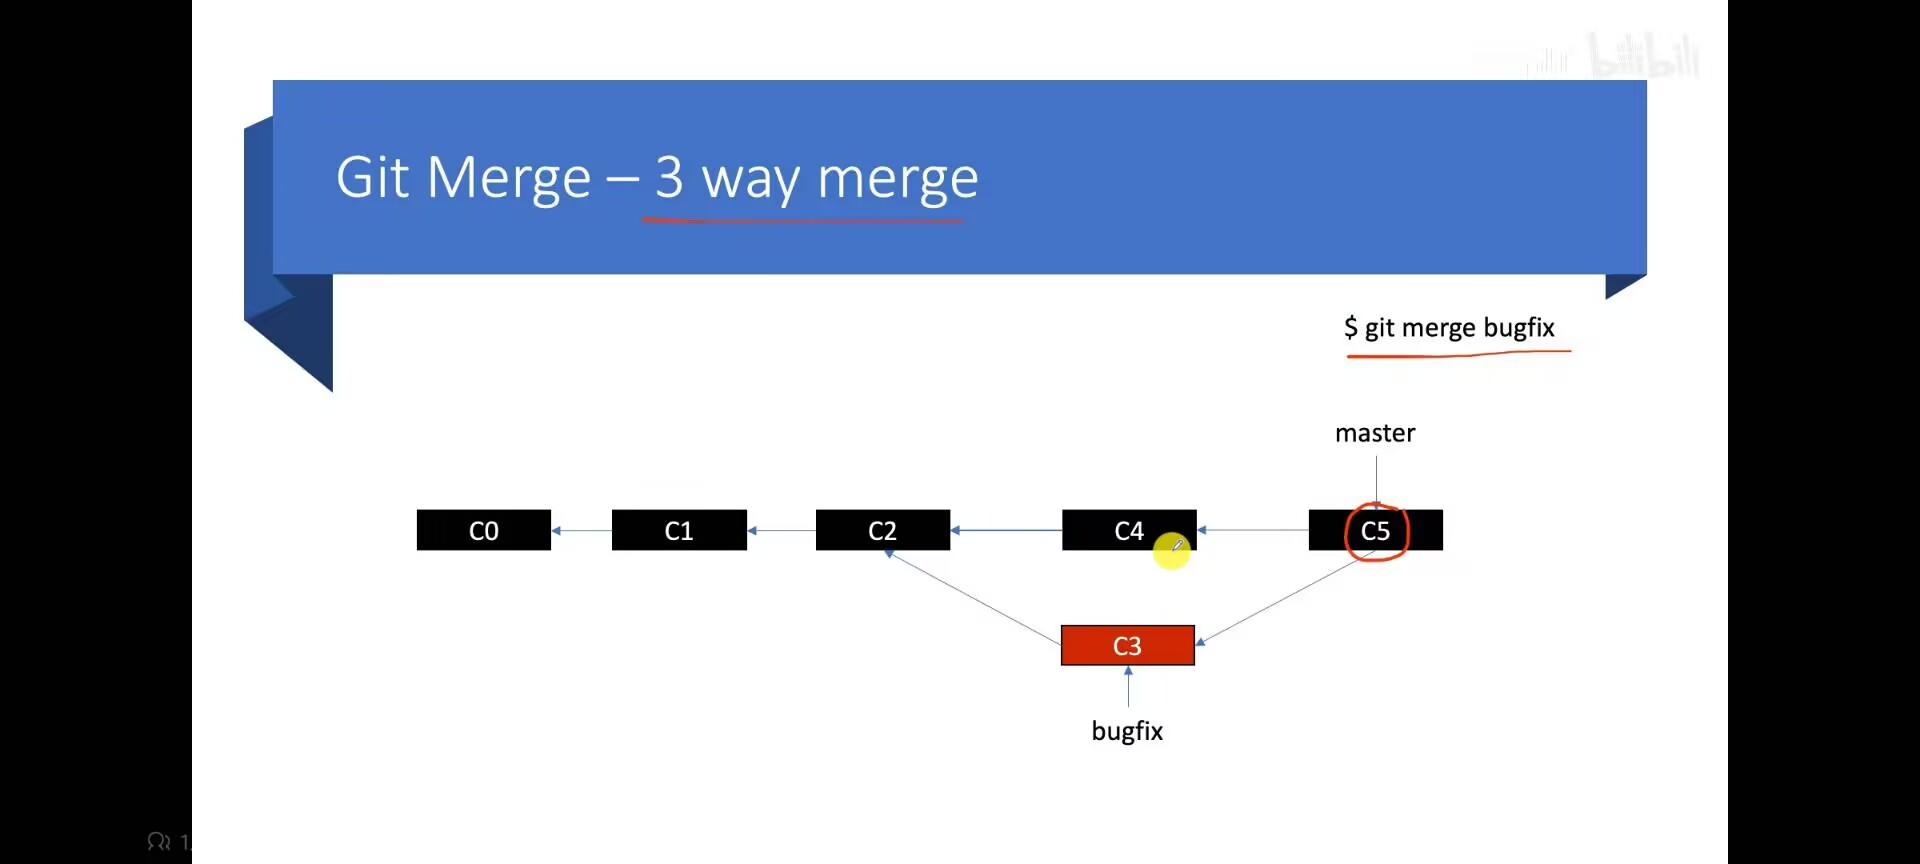 bilibili
Git Merge – 3 way merge
$ git merge bugfix
master
C0 C1 C2 C4 C5
C3
bugfix